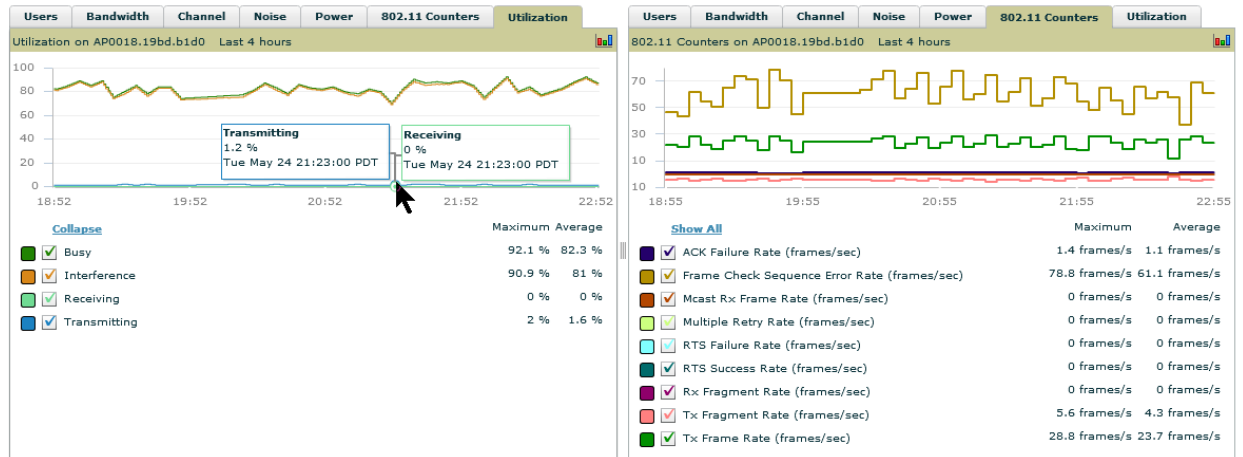 Users Bandwidth Channel Noise Power 802.11 Counters Utilization
Utilization on AP0018.19bd.b1d0 Last 4 hours
100
80
60
40
20
0
Transmitting
1.2 %
Tue May 24 21:23:00 PDT
Receiving
0 %
Tue May 24 21:23:00 PDT
18:52 19:52 20:52 21:52 22:52
Collapse Maximum Average
Busy 92.1 % 82.3 %
Interference 90.9 % 81 %
Receiving 0 % 0 %
Transmitting 2 % 1.6 %
Users Bandwidth Channel Noise Power 802.11 Counters Utilization
802.11 Counters on AP0018.19bd.b1d0 Last 4 hours
70
50
30
10
10
18:55 19:55 20:55 21:55 22:55
Show All Maximum Average
ACK Failure Rate (frames/sec) 1.4 frames/s 1.1 frames/s
Frame Check Sequence Error Rate (frames/sec) 78.8 frames/s 61.1 frames/s
Mcast Rx Frame Rate (frames/sec) 0 frames/s 0 frames/s
Multiple Retry Rate (frames/sec) 0 frames/s 0 frames/s
RTS Failure Rate (frames/sec) 0 frames/s 0 frames/s
RTS Success Rate (frames/sec) 0 frames/s 0 frames/s
Rx Fragment Rate (frames/sec) 0 frames/s 0 frames/s
Tx Fragment Rate (frames/sec) 5.6 frames/s 4.3 frames/s
Tx Frame Rate (frames/sec) 28.8 frames/s 23.7 frames/s